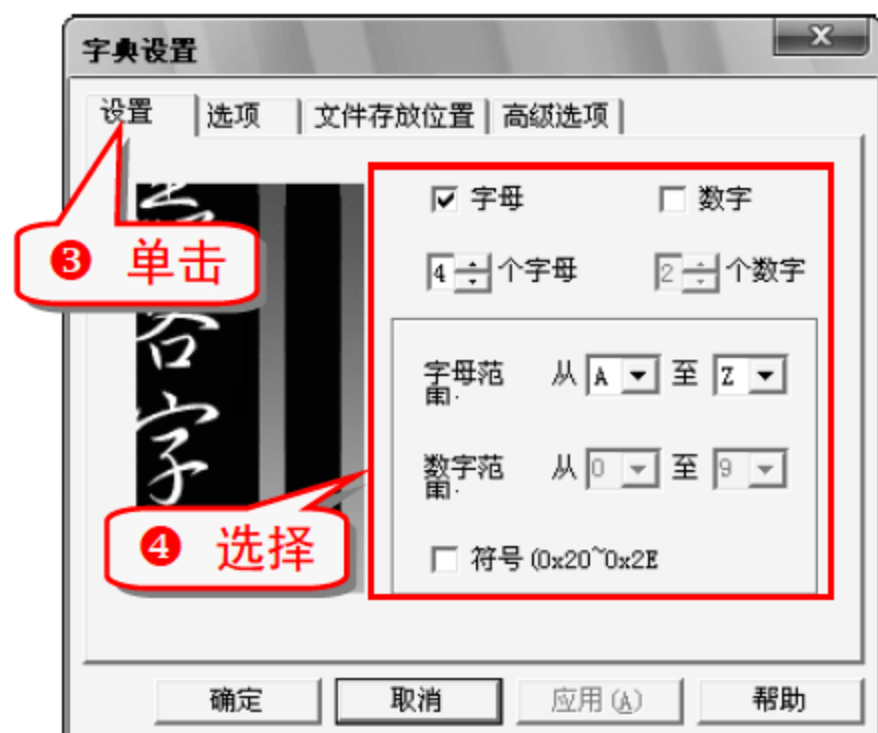 字典设置
设置 选项 文件存放位置 高级选项
字母 数字
❸ 单击
4 个字母 2 个数字
客
字
字母范围: 从 A 至 Z
数字范围: 从 0 至 9
❹ 选择
符号(0x20~0x2E
确定 取消 应用(A) 帮助